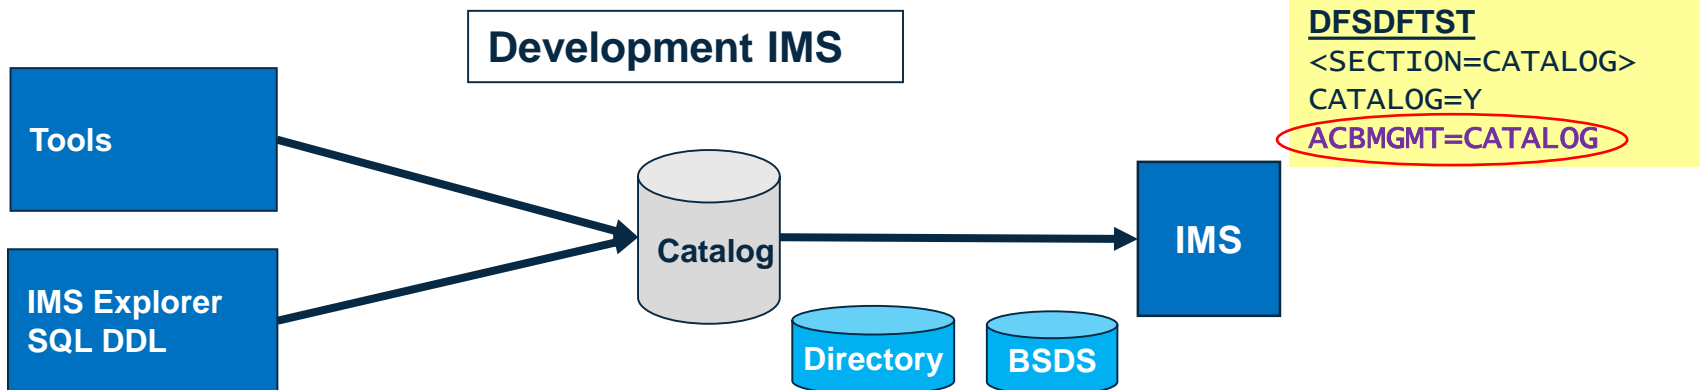 Development IMS
DFSDFTST
<SECTION=CATALOG>
CATALOG=Y
ACBMGMT=CATALOG
Tools
IMS Explorer
SQL DDL
Catalog
IMS
Directory
BSDS